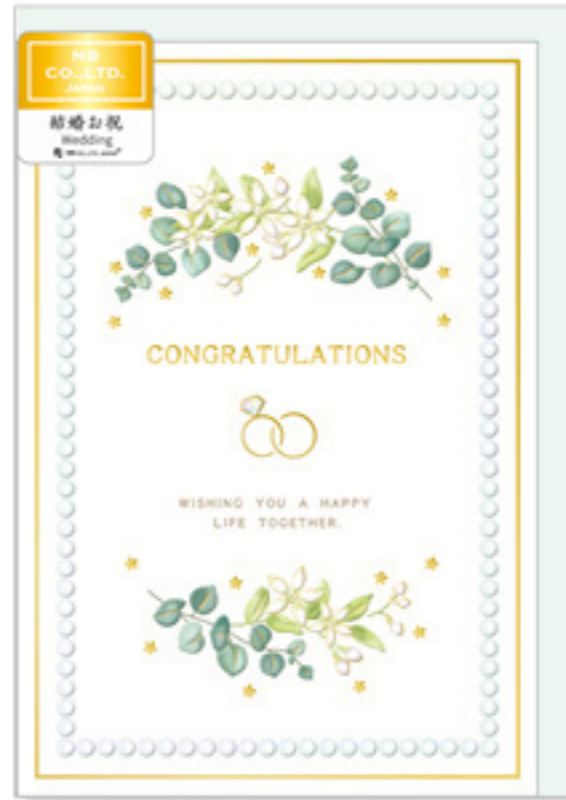 NB
CO.,LTD.
JAPAN
結婚お祝
Wedding
CONGRATULATIONS
WISHING YOU A HAPPY
LIFE TOGETHER.